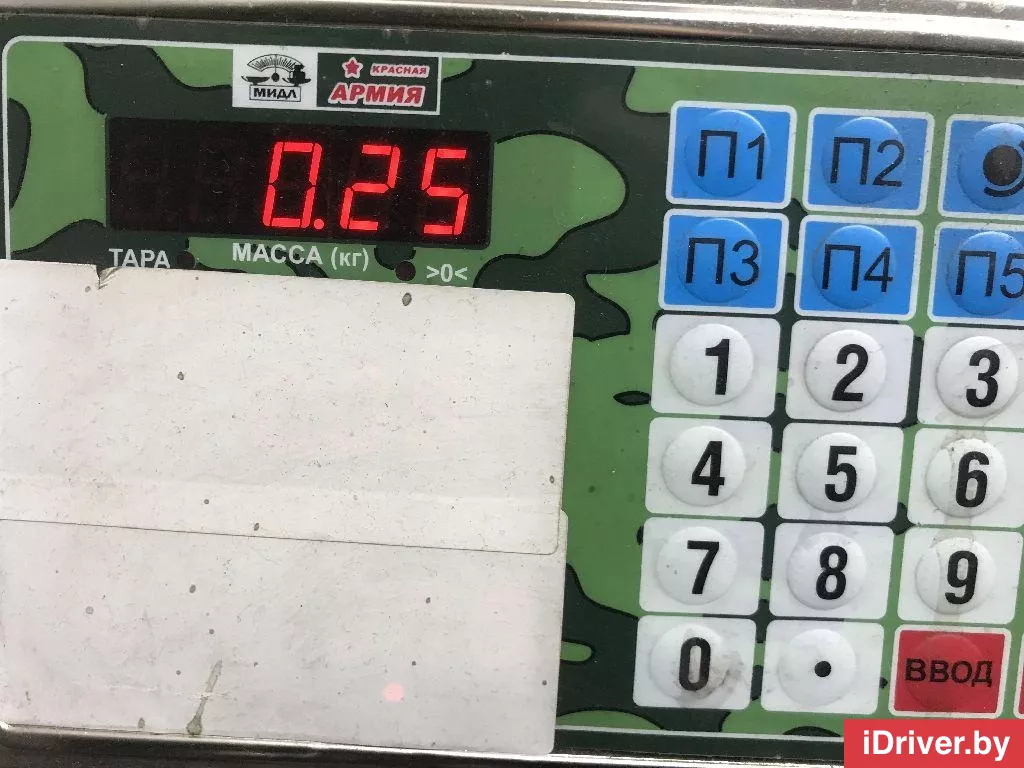 МИДЛ
КРАСНАЯ
АРМИЯ
0.25
ТАРА
МАССА (кг)
>0<
П1
П2
П3
П4
П5
1
2
3
4
5
6
7
8
9
0
.
ВВОД
iDriver.by